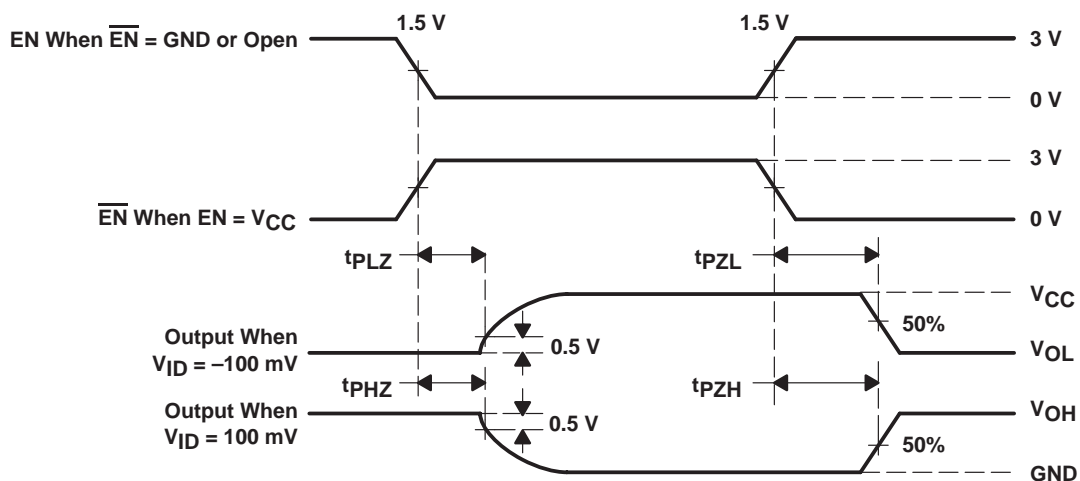 1.5 V 1.5 V
EN When E̅N̅ = GND or Open 3 V
0 V
3 V
E̅N̅ When EN = VCC 0 V
tPLZ tPZL
VCC
50%
Output When
VID = –100 mV 0.5 V VOL
tPHZ tPZH
Output When
VID = 100 mV 0.5 V VOH
50%
GND